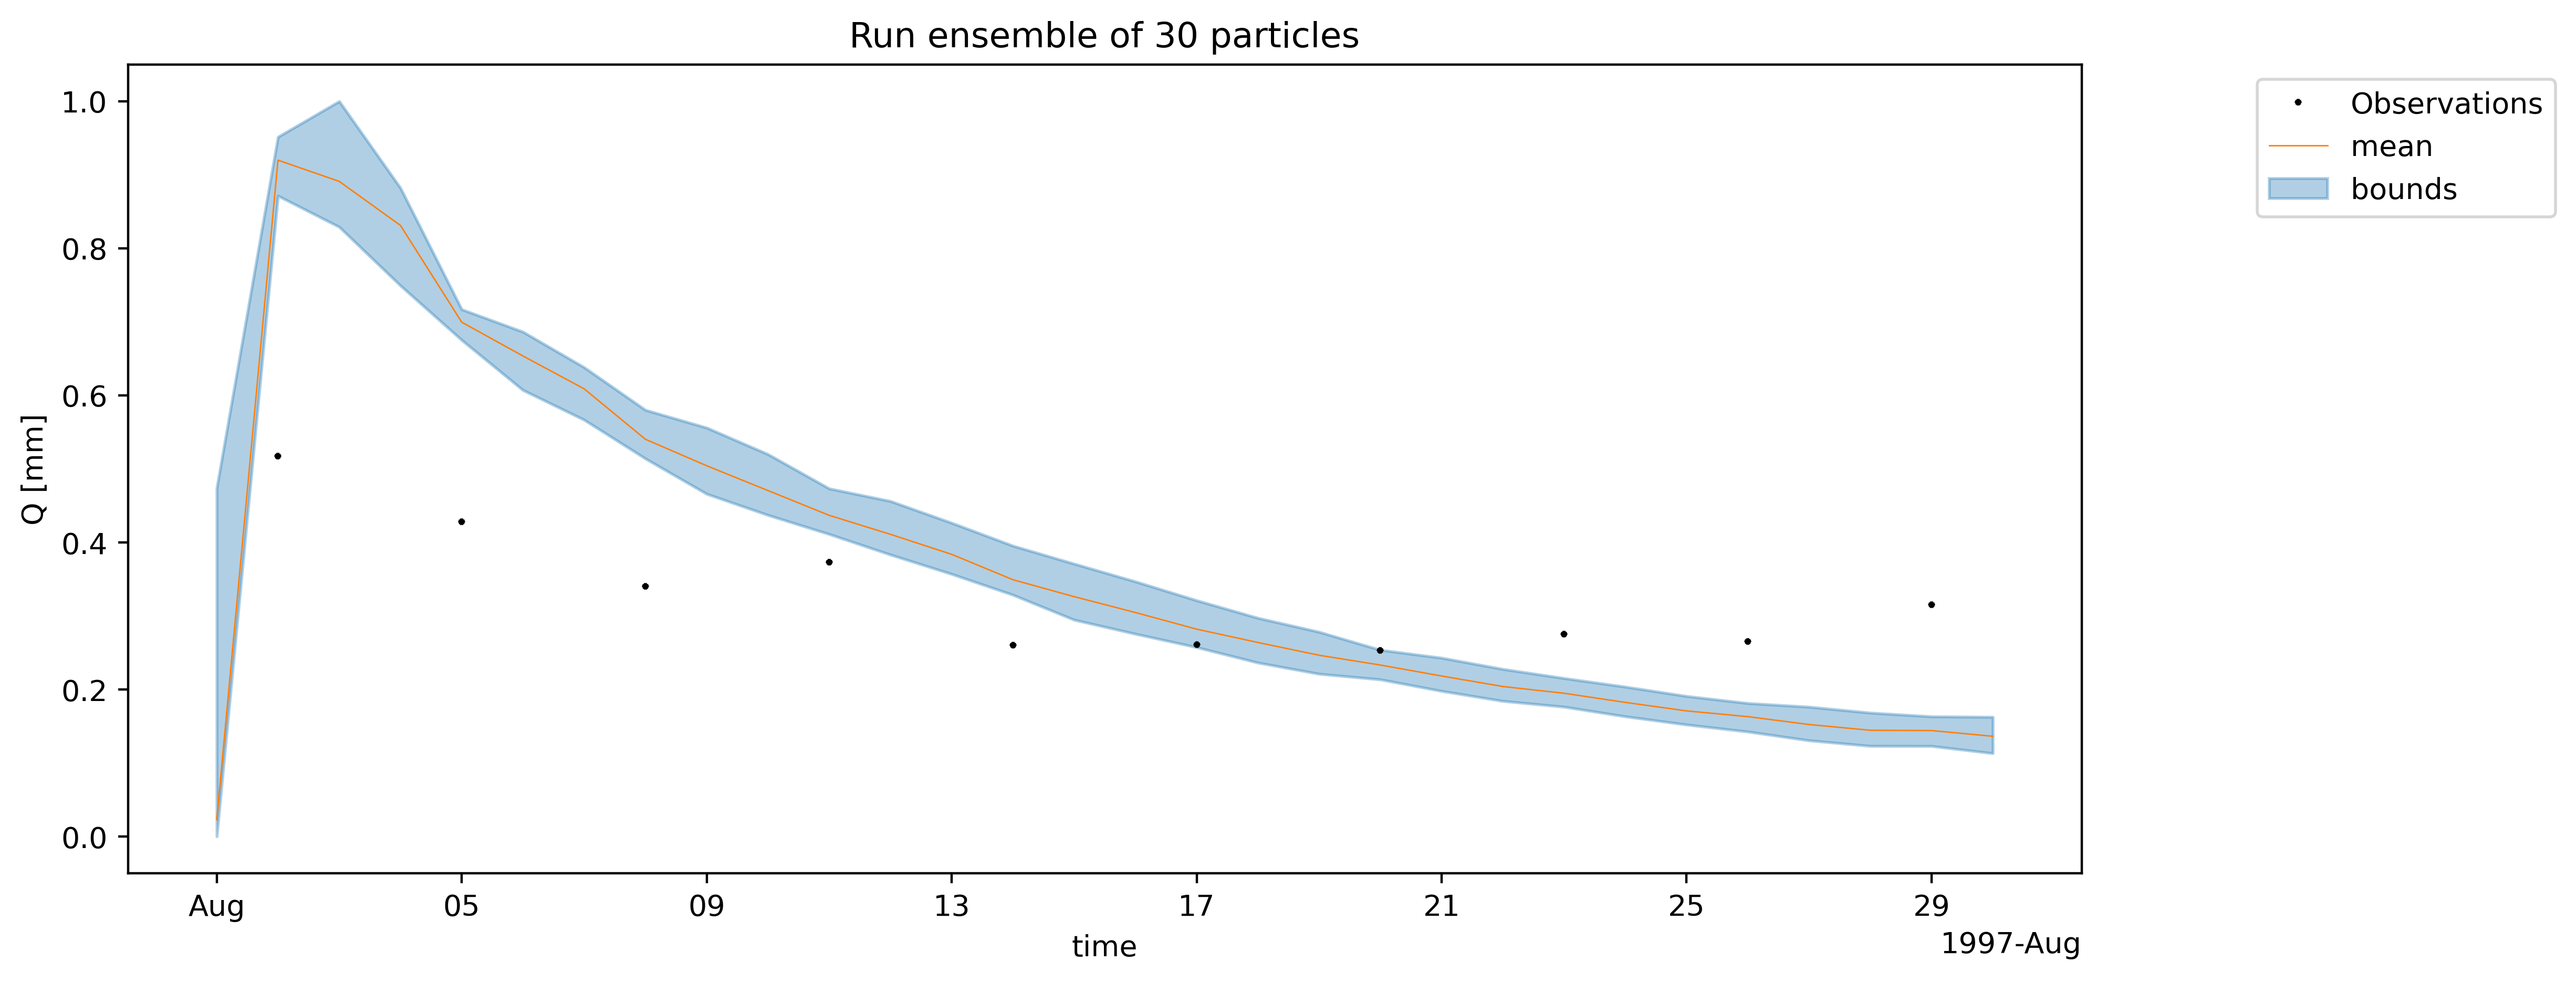 Run ensemble of 30 particles
Observations
mean
bounds
1.0
0.8
0.6
0.4
0.2
0.0
Q [mm]
Aug 05 09 13 17 21 25 29
time
1997-Aug